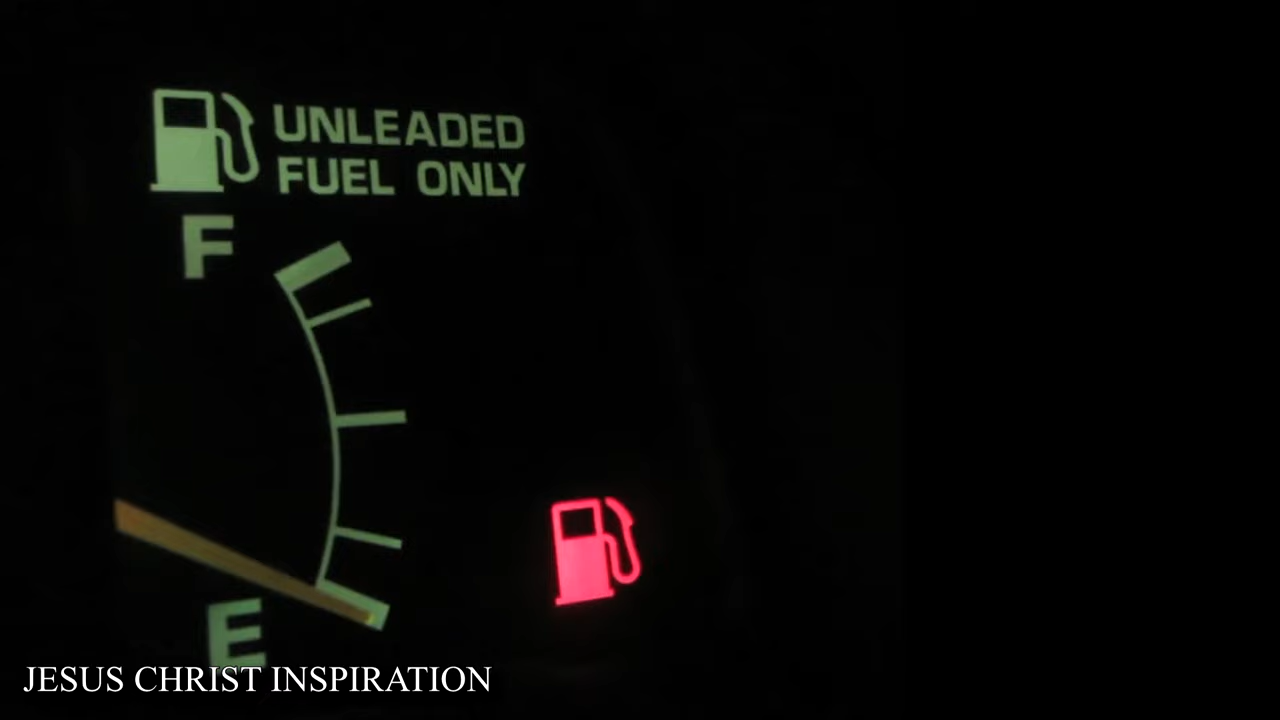 UNLEADED
FUEL ONLY
F
E
JESUS CHRIST INSPIRATION